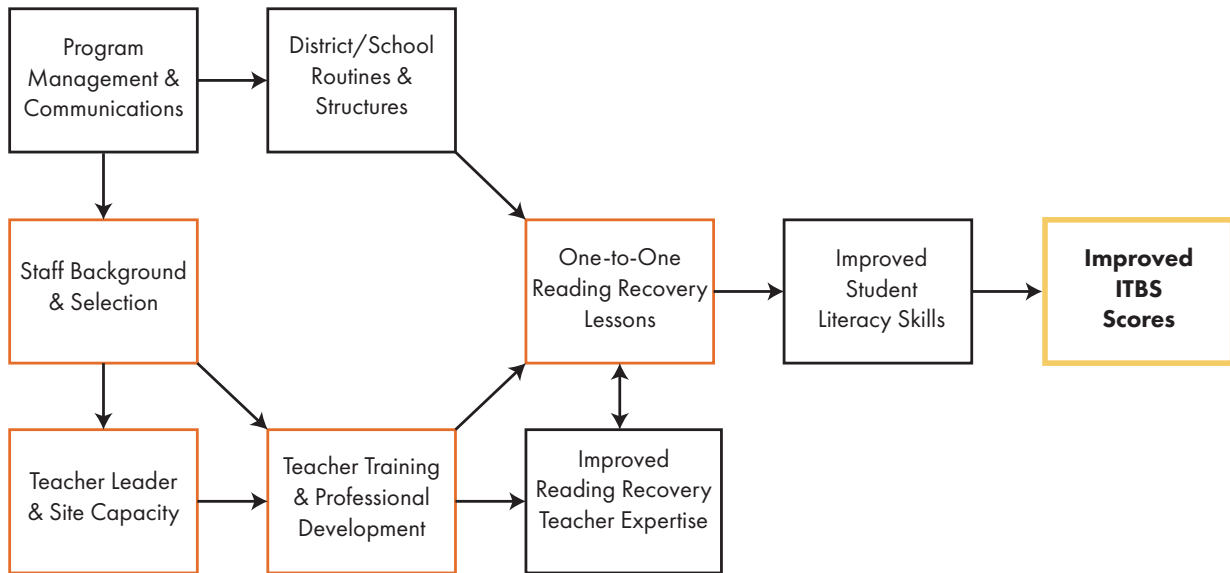 Program
Management &
Communications
District/School
Routines &
Structures
Staff Background
& Selection
One-to-One
Reading Recovery
Lessons
Improved
Student
Literacy Skills
Improved
ITBS
Scores
Teacher Leader
& Site Capacity
Teacher Training
& Professional
Development
Improved
Reading Recovery
Teacher Expertise